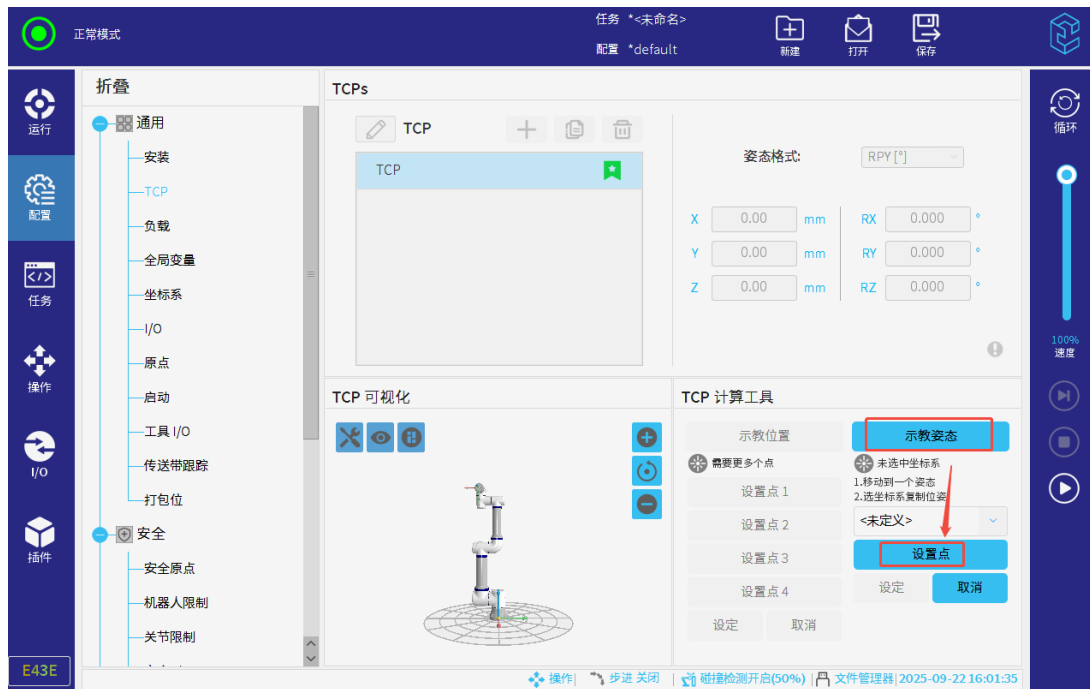 正常模式
任务 *<未命名>
配置 *default
新建
打开
保存
运行
配置
任务
操作
I/O
插件
E43E
折叠
通用
安装
TCP
负载
全局变量
坐标系
I/O
原点
启动
工具 I/O
传送带跟踪
打包位
安全
安全原点
机器人限制
关节限制
TCPs
TCP
TCP
姿态格式:
RPY [°]
X 0.00 mm RX 0.000 °
Y 0.00 mm RY 0.000 °
Z 0.00 mm RZ 0.000 °
TCP 可视化
TCP 计算工具
示教位置
示教姿态
需要更多个点
未选中坐标系
1.移动到一个姿态
2.选坐标系复制位姿
设置点 1
<未定义>
设置点 2
设置点 3
设置点
设置点 4
设定 取消
设定 取消
循环
100%
速度
操作
步进 关闭
碰撞检测开启(50%)
文件管理器
2025-09-22 16:01:35